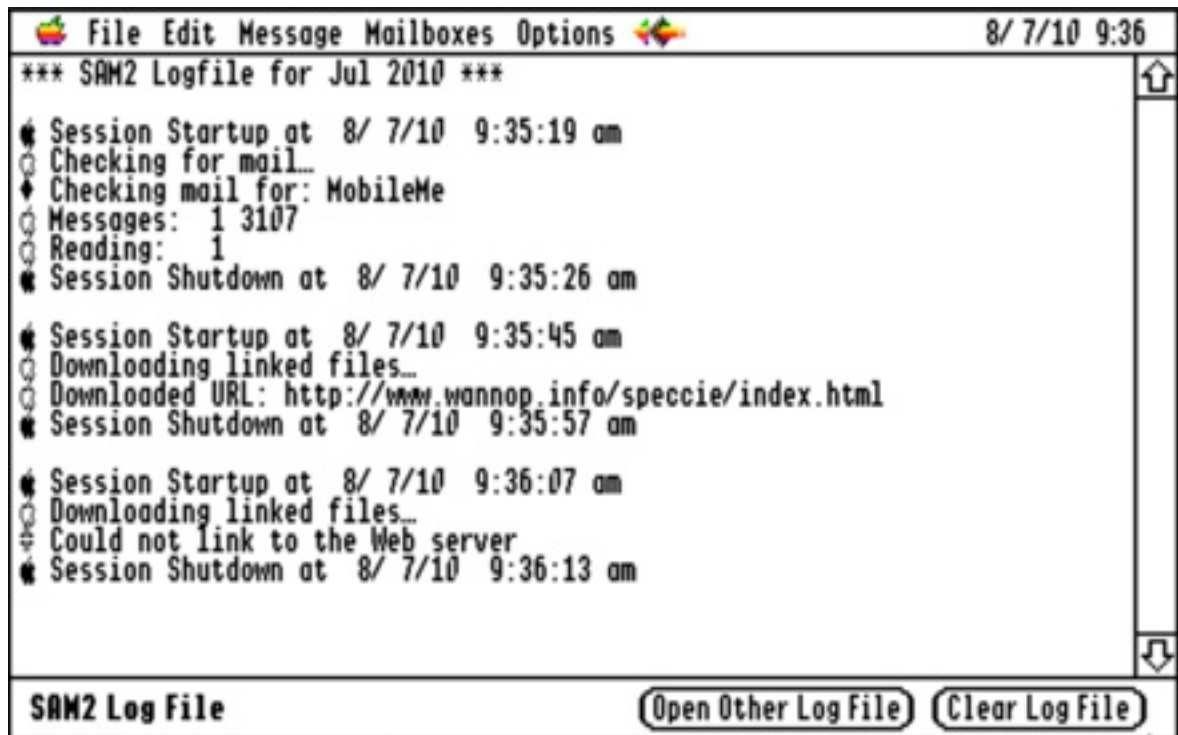 File Edit Message Mailboxes Options 8/ 7/10 9:36
*** SAM2 Logfile for Jul 2010 ***
Session Startup at 8/ 7/10 9:35:19 am
Checking for mail…
Checking mail for: MobileMe
Messages: 1 3107
Reading: 1
Session Shutdown at 8/ 7/10 9:35:26 am
Session Startup at 8/ 7/10 9:35:45 am
Downloading linked files…
Downloaded URL: http://www.wannop.info/speccie/index.html
Session Shutdown at 8/ 7/10 9:35:57 am
Session Startup at 8/ 7/10 9:36:07 am
Downloading linked files…
Could not link to the Web server
Session Shutdown at 8/ 7/10 9:36:13 am
SAM2 Log File Open Other Log File Clear Log File